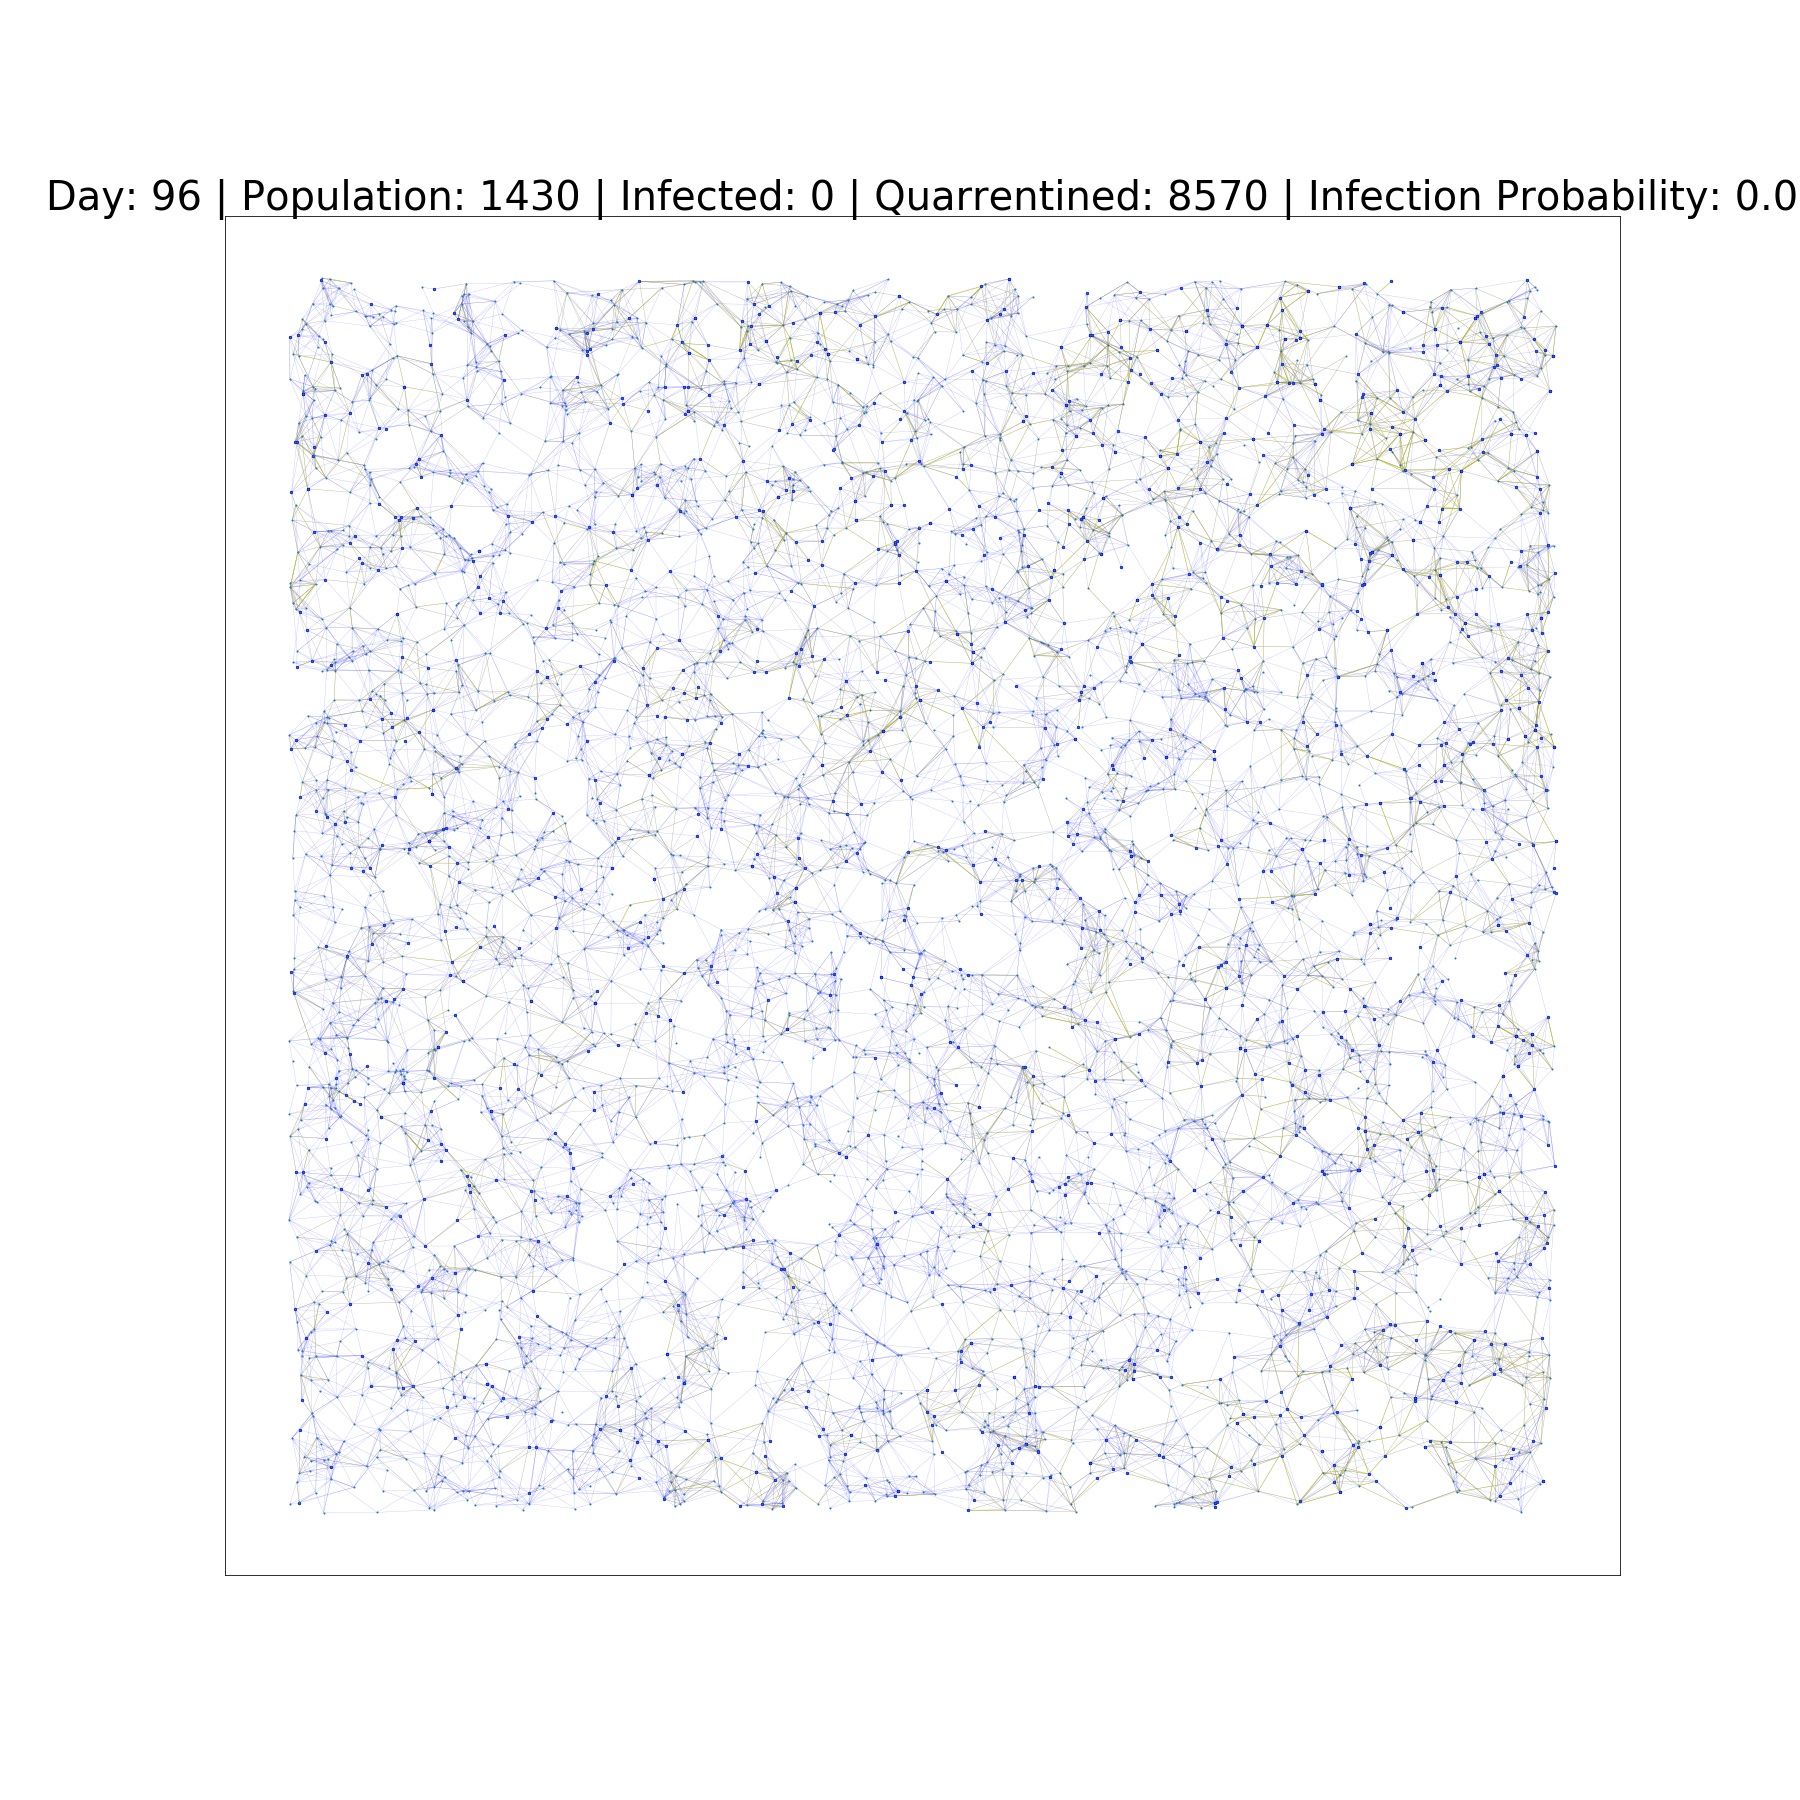 Day: 96 | Population: 1430 | Infected: 0 | Quarrentined: 8570 | Infection Probability: 0.0